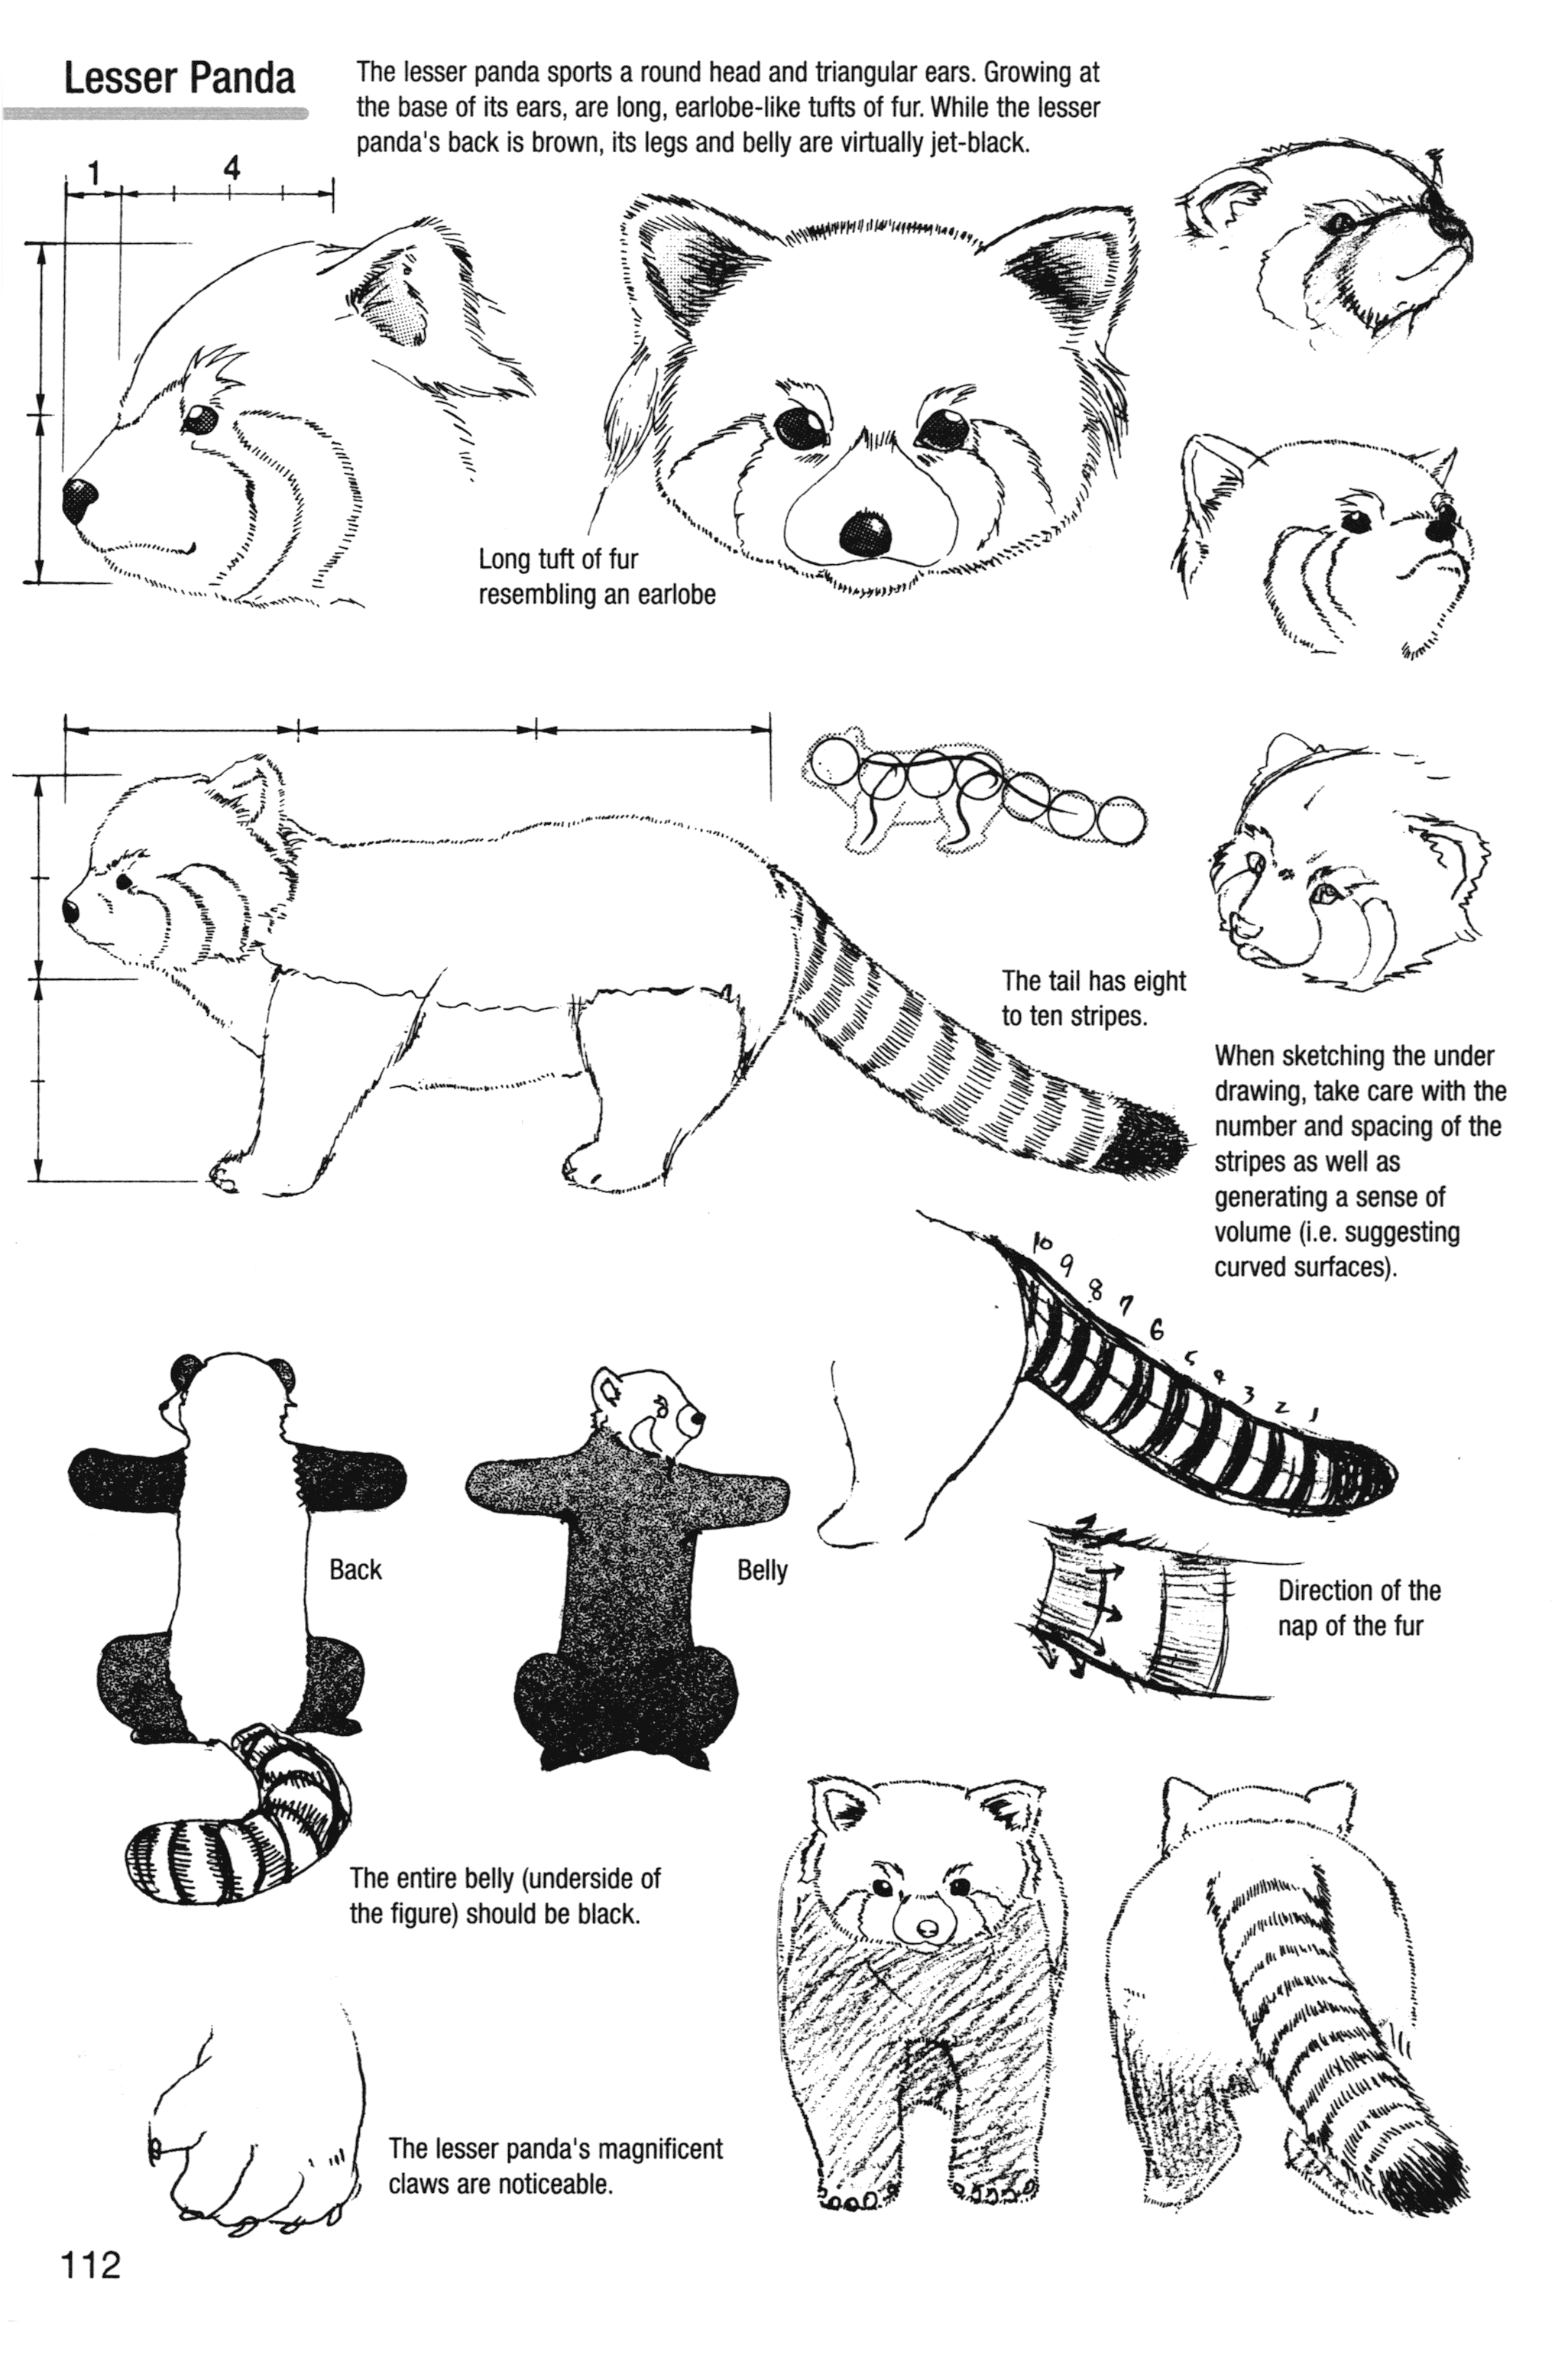 Lesser Panda
The lesser panda sports a round head and triangular ears. Growing at
the base of its ears, are long, earlobe-like tufts of fur. While the lesser
panda's back is brown, its legs and belly are virtually jet-black.
1 4
Long tuft of fur
resembling an earlobe
The tail has eight
to ten stripes.
When sketching the under
drawing, take care with the
number and spacing of the
stripes as well as
generating a sense of
volume (i.e. suggesting
curved surfaces).
10 9 8 7 6 5 4 3 2 1
Back
Belly
Direction of the
nap of the fur
The entire belly (underside of
the figure) should be black.
The lesser panda's magnificent
claws are noticeable.
112